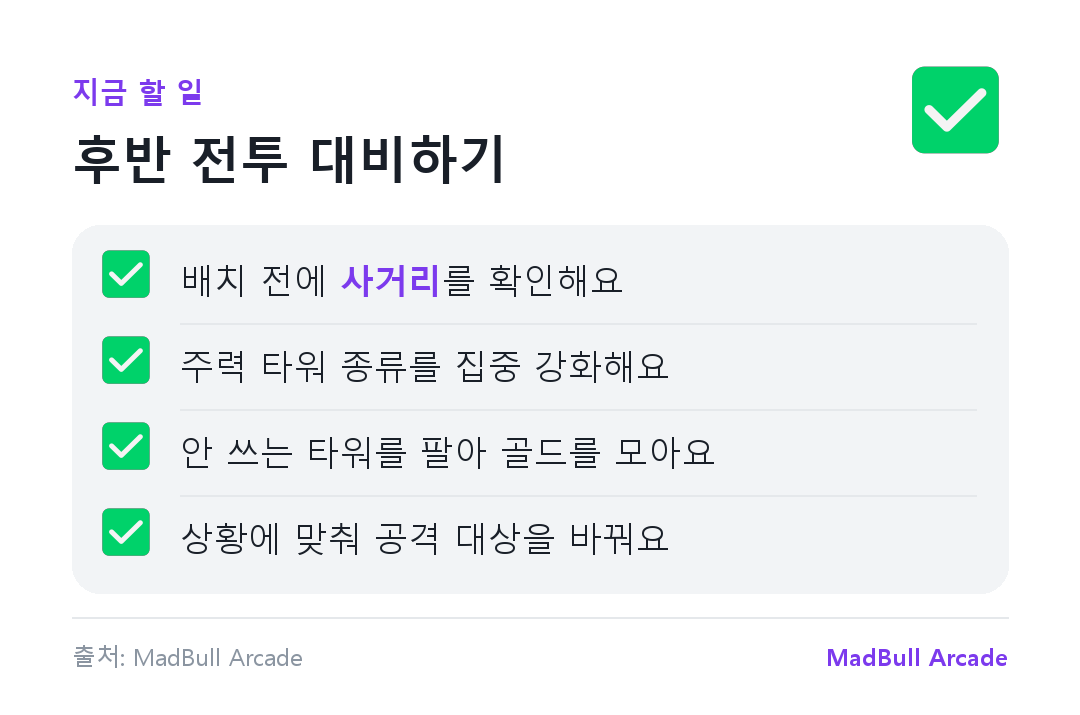 지금 할 일
후반 전투 대비하기
배치 전에 사거리를 확인해요
주력 타워 종류를 집중 강화해요
안 쓰는 타워를 팔아 골드를 모아요
상황에 맞춰 공격 대상을 바꿔요
출처: MadBull Arcade
MadBull Arcade